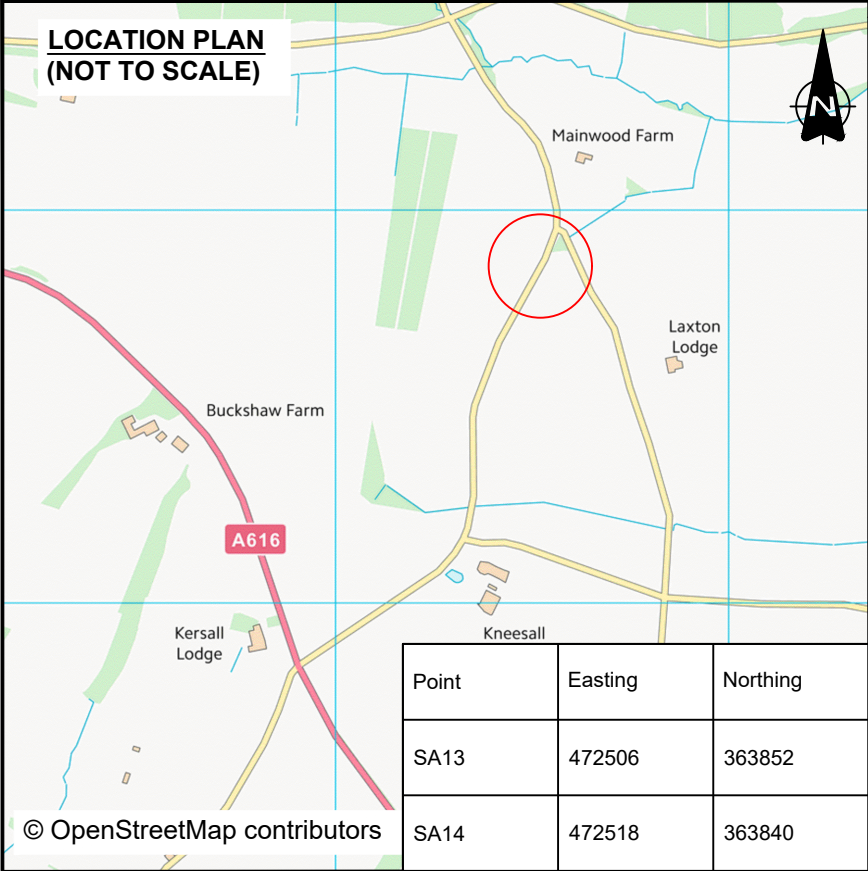 LOCATION PLAN
(NOT TO SCALE)
N
Mainwood Farm
Laxton
Lodge
Buckshaw Farm
A616
Kersall
Lodge
Kneesall
Point Easting Northing
SA13 472506 363852
SA14 472518 363840
© OpenStreetMap contributors